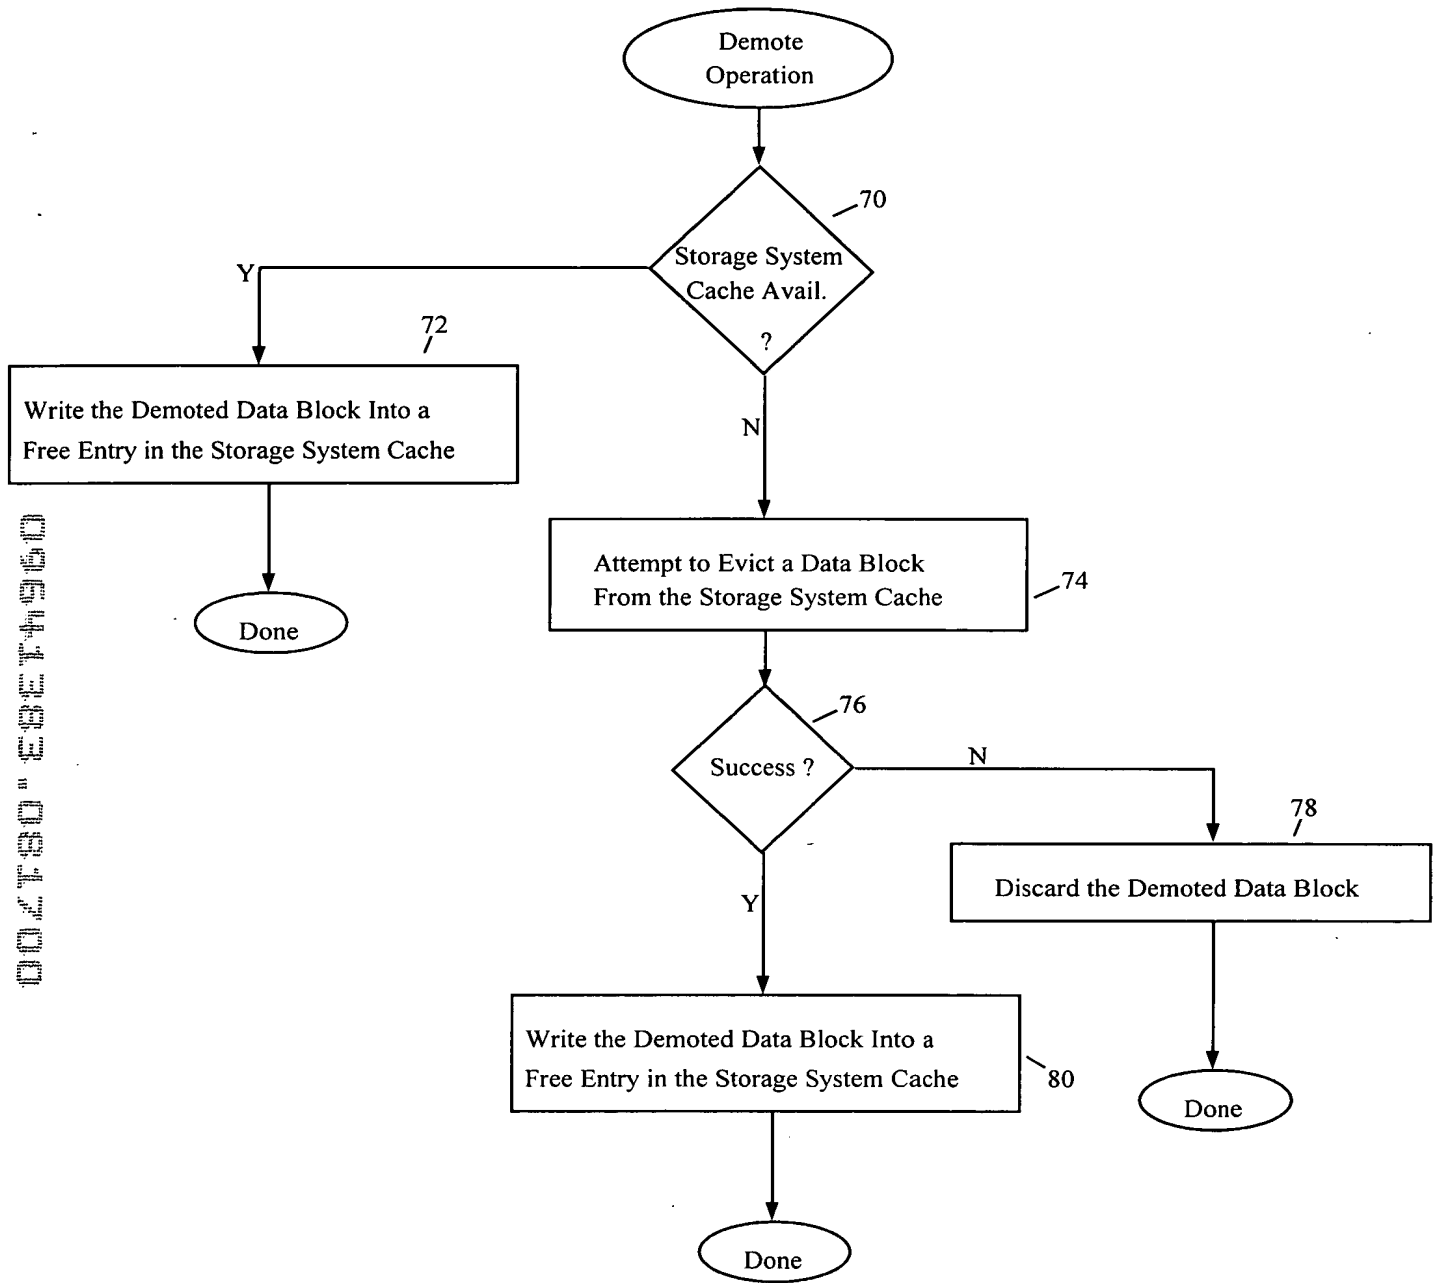 Demote
Operation
70
Storage System
Cache Avail.
?
Y
72
Write the Demoted Data Block Into a
Free Entry in the Storage System Cache
Done
N
Attempt to Evict a Data Block
From the Storage System Cache
74
76
Success ?
N
78
Discard the Demoted Data Block
Done
Y
Write the Demoted Data Block Into a
Free Entry in the Storage System Cache
80
Done
09641383.081700